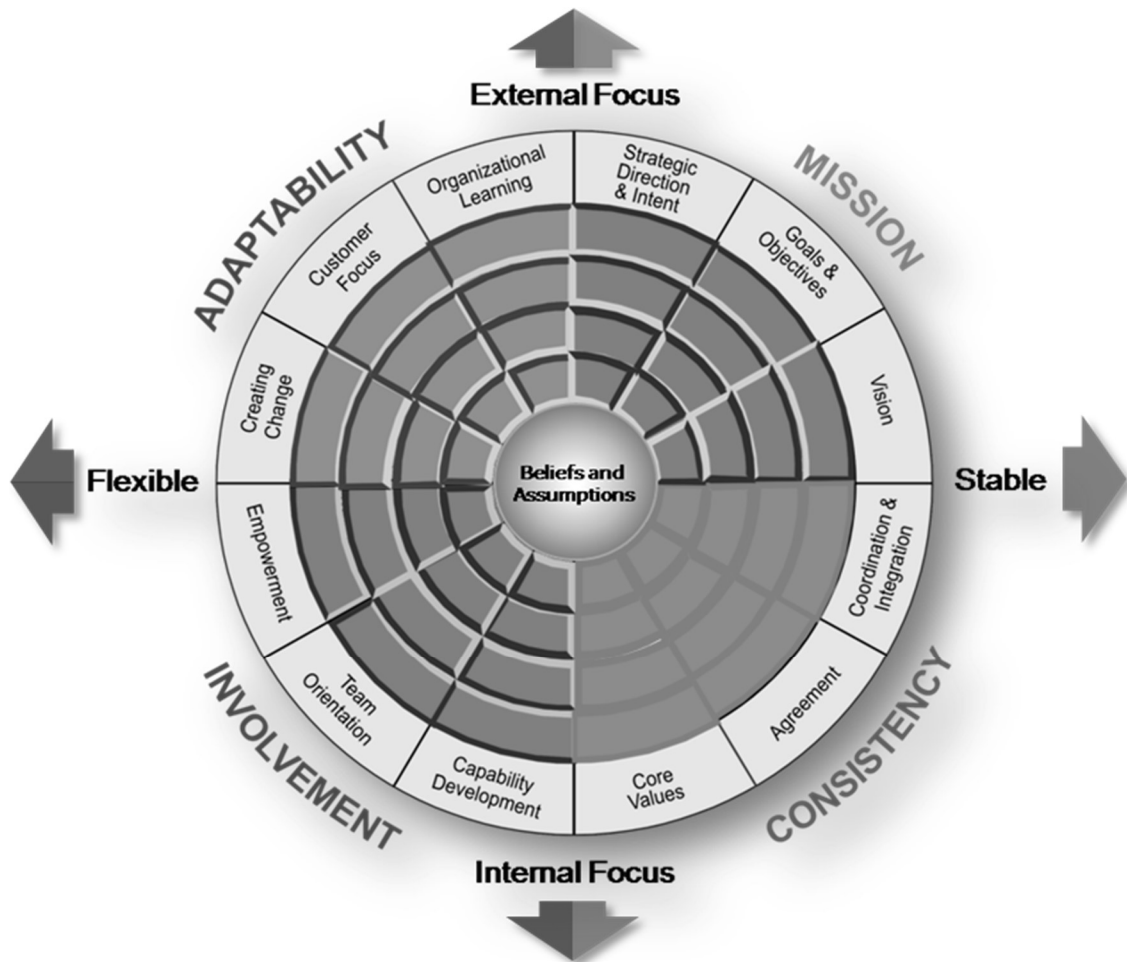 External Focus
ADAPTABILITY
MISSION
Organizational
Learning
Strategic
Direction
& Intent
Customer
Focus
Goals &
Objectives
Creating
Change
Vision
Flexible
Beliefs and
Assumptions
Stable
Empowerment
Coordination &
Integration
Team
Orientation
Agreement
Capability
Development
Core
Values
INVOLVEMENT
CONSISTENCY
Internal Focus